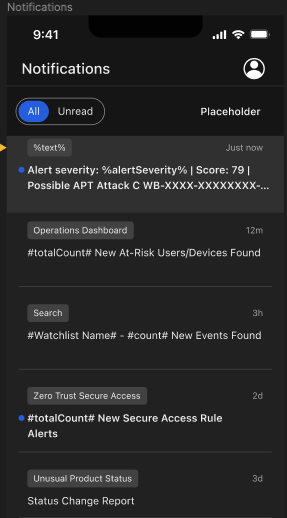 Notifications
9:41
Notifications
All Unread Placeholder
%text% Just now
Alert severity: %alertSeverity% | Score: 79 |
Possible APT Attack C WB-XXXX-XXXXXXXX-...
Operations Dashboard 12m
#totalCount# New At-Risk Users/Devices Found
Search 3h
#Watchlist Name# - #count# New Events Found
Zero Trust Secure Access 2d
#totalCount# New Secure Access Rule
Alerts
Unusual Product Status 3d
Status Change Report